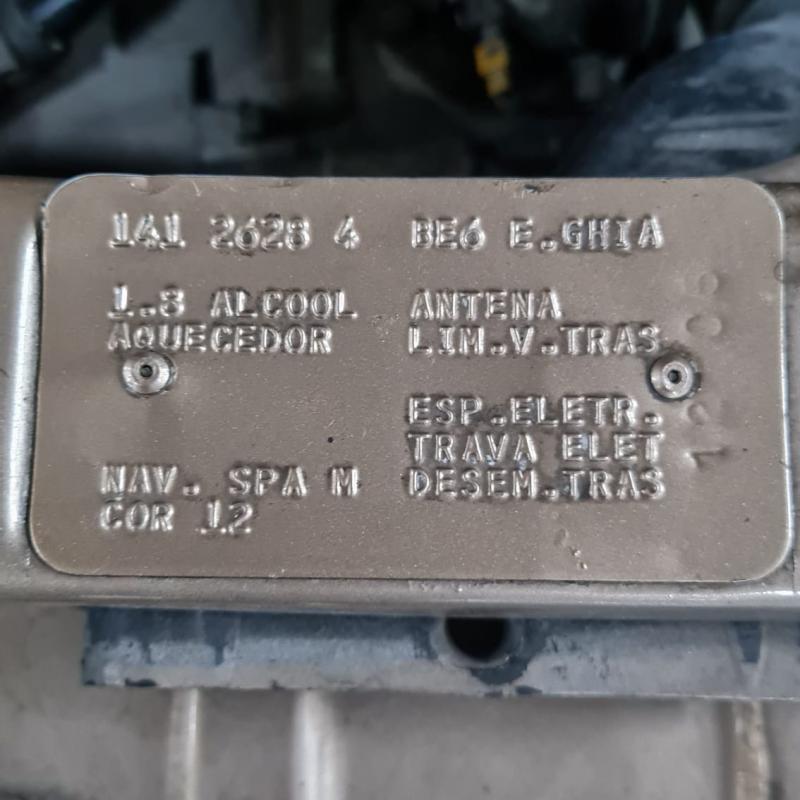 141 2628 4 BE6 E.GHIA
1.8 ALCOOL ANTENA
AQUECEDOR LIM.V.TRAS
ESP.ELETR.
TRAVA ELET
NAV. SPA M DESEM.TRAS
COR 12